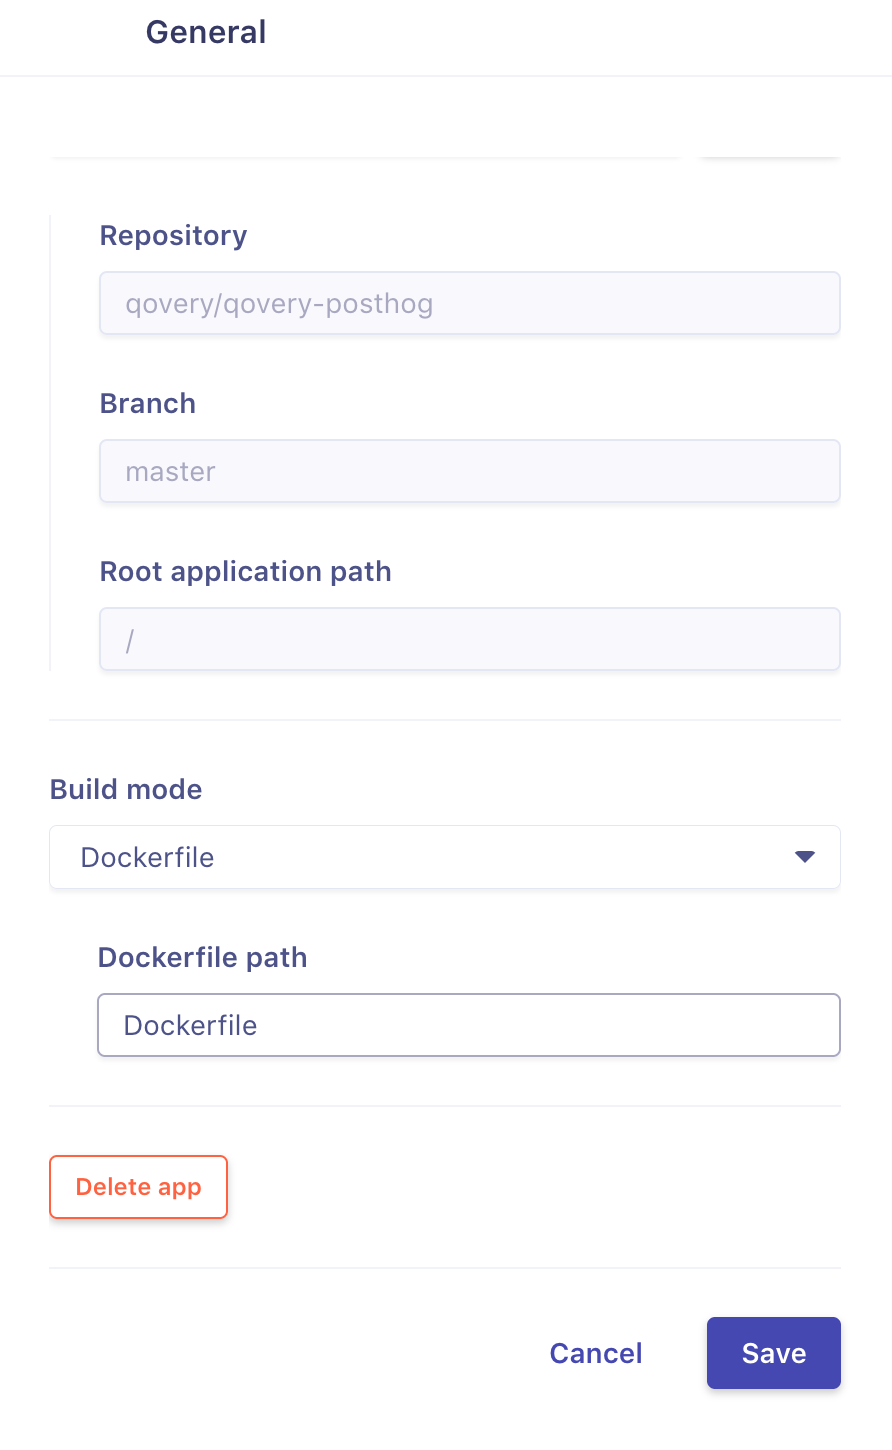 General
Repository
qovery/qovery-posthog
Branch
master
Root application path
/
Build mode
Dockerfile
Dockerfile path
Dockerfile
Delete app
Cancel
Save